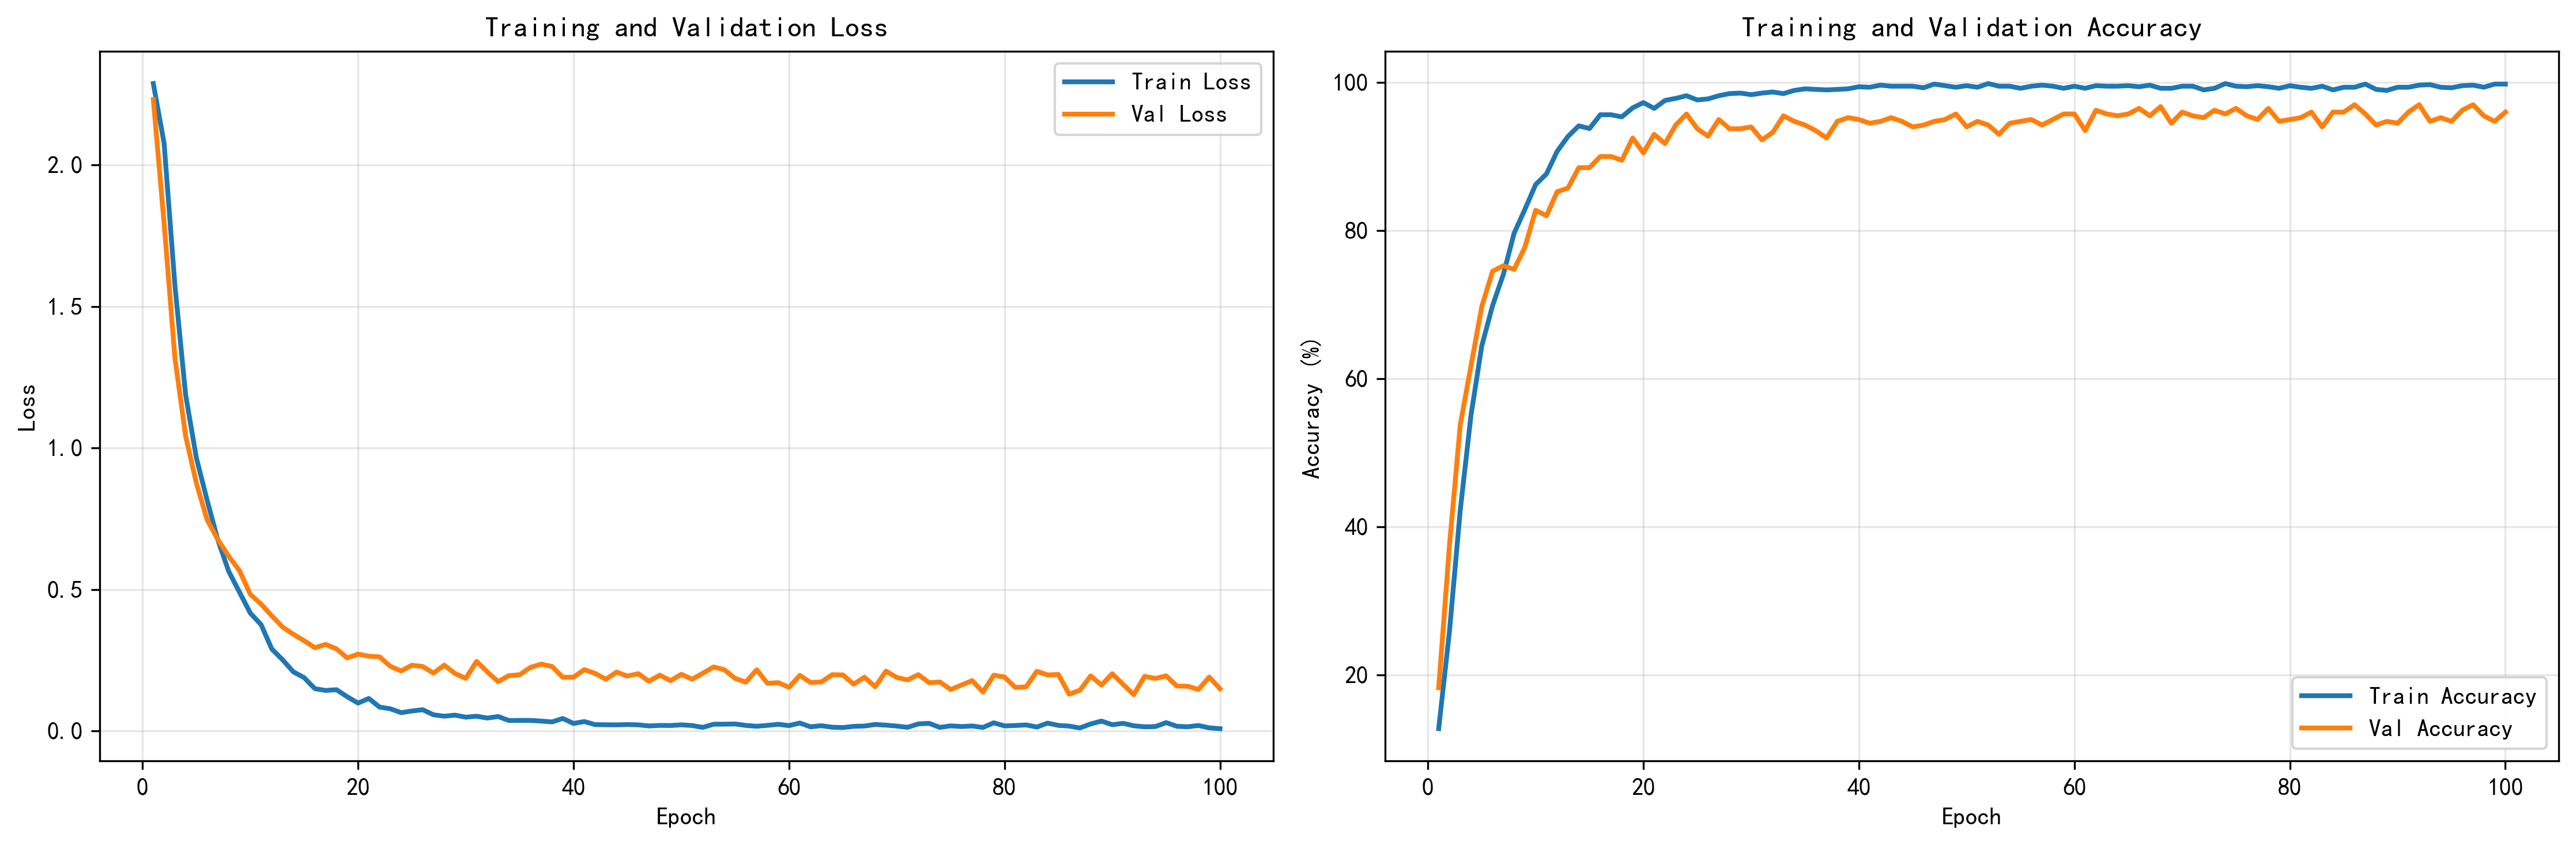 Training and Validation Loss
Train Loss
Val Loss
Loss
2.0
1.5
1.0
0.5
0.0
0 20 40 60 80 100
Epoch
Training and Validation Accuracy
Accuracy (%)
100
80
60
40
20
Train Accuracy
Val Accuracy
0 20 40 60 80 100
Epoch